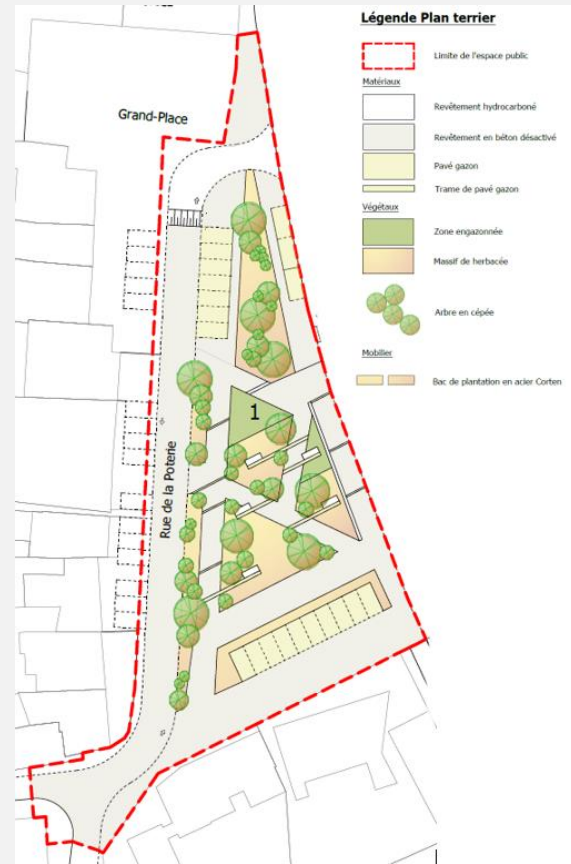 Légende Plan terrier
Limite de l'espace public
Matériaux
Revêtement hydrocarboné
Revêtement en béton désactivé
Pavé gazon
Trame de pavé gazon
Végétaux
Zone engazonnée
Massif de herbacée
Arbre en cépée
Mobilier
Bac de plantation en acier Corten
Grand-Place
1
Rue de la Poterie